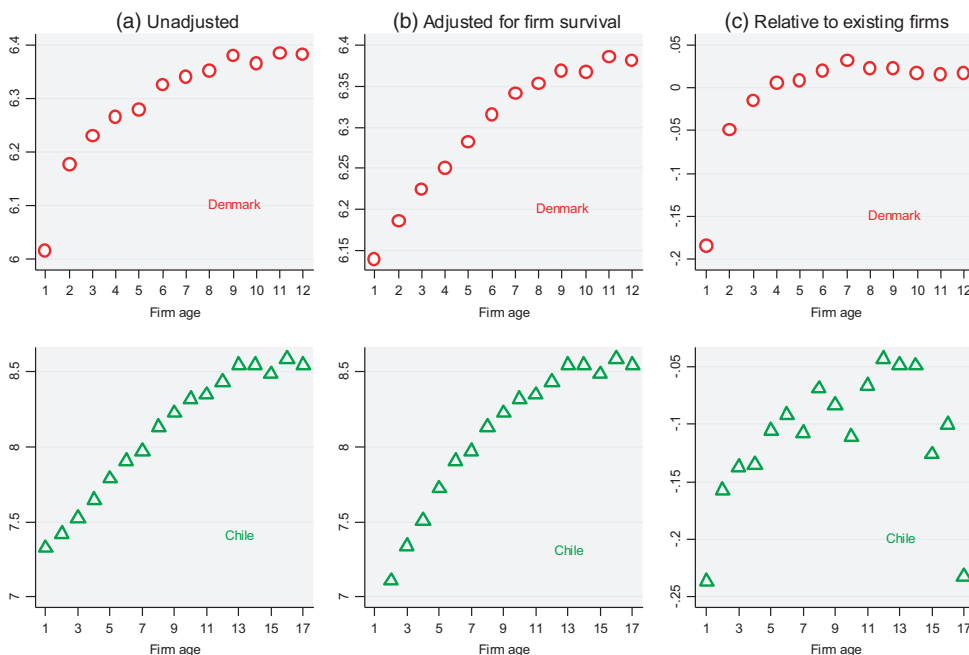 (a) Unadjusted
(b) Adjusted for firm survival
(c) Relative to existing firms
6.4
6.3
6.2
6.1
6
Denmark
1 2 3 4 5 6 7 8 9 10 11 12
Firm age
6.4
6.35
6.3
6.25
6.2
6.15
Denmark
1 2 3 4 5 6 7 8 9 10 11 12
Firm age
.05
0
-.05
-.1
-.15
-.2
Denmark
1 2 3 4 5 6 7 8 9 10 11 12
Firm age
8.5
8
7.5
7
Chile
1 3 5 7 9 11 13 15 17
Firm age
8.5
8
7.5
7
Chile
1 3 5 7 9 11 13 15 17
Firm age
-.05
-.1
-.15
-.2
-.25
Chile
1 3 5 7 9 11 13 15 17
Firm age